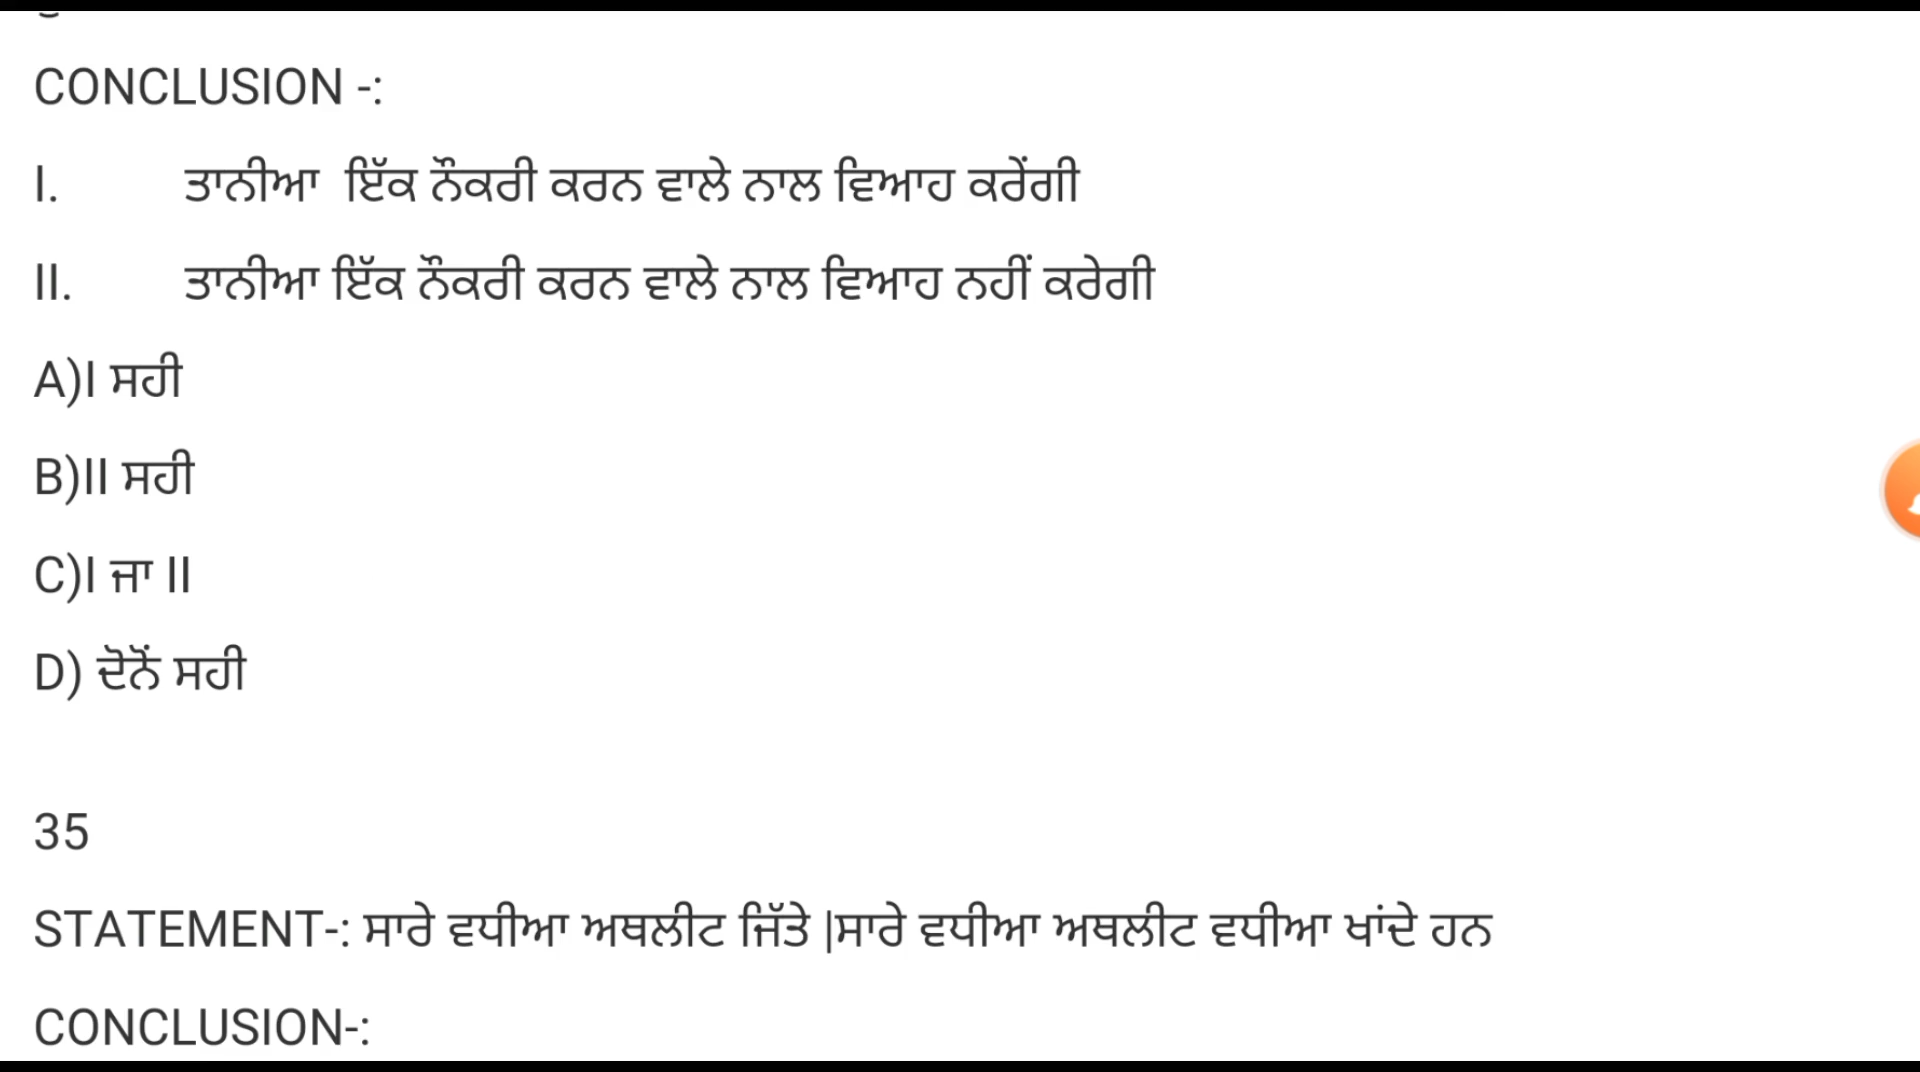 CONCLUSION -:
I. ਤਾਨੀਆ ਇੱਕ ਨੌਕਰੀ ਕਰਨ ਵਾਲੇ ਨਾਲ ਵਿਆਹ ਕਰੇਂਗੀ
II. ਤਾਨੀਆ ਇੱਕ ਨੌਕਰੀ ਕਰਨ ਵਾਲੇ ਨਾਲ ਵਿਆਹ ਨਹੀਂ ਕਰੇਗੀ
A)I ਸਹੀ
B)II ਸਹੀ
C)I ਜਾ II
D) ਦੋਨੋਂ ਸਹੀ
35
STATEMENT-: ਸਾਰੇ ਵਧੀਆ ਅਥਲੀਟ ਜਿੱਤੇ |ਸਾਰੇ ਵਧੀਆ ਅਥਲੀਟ ਵਧੀਆ ਖਾਂਦੇ ਹਨ
CONCLUSION-: